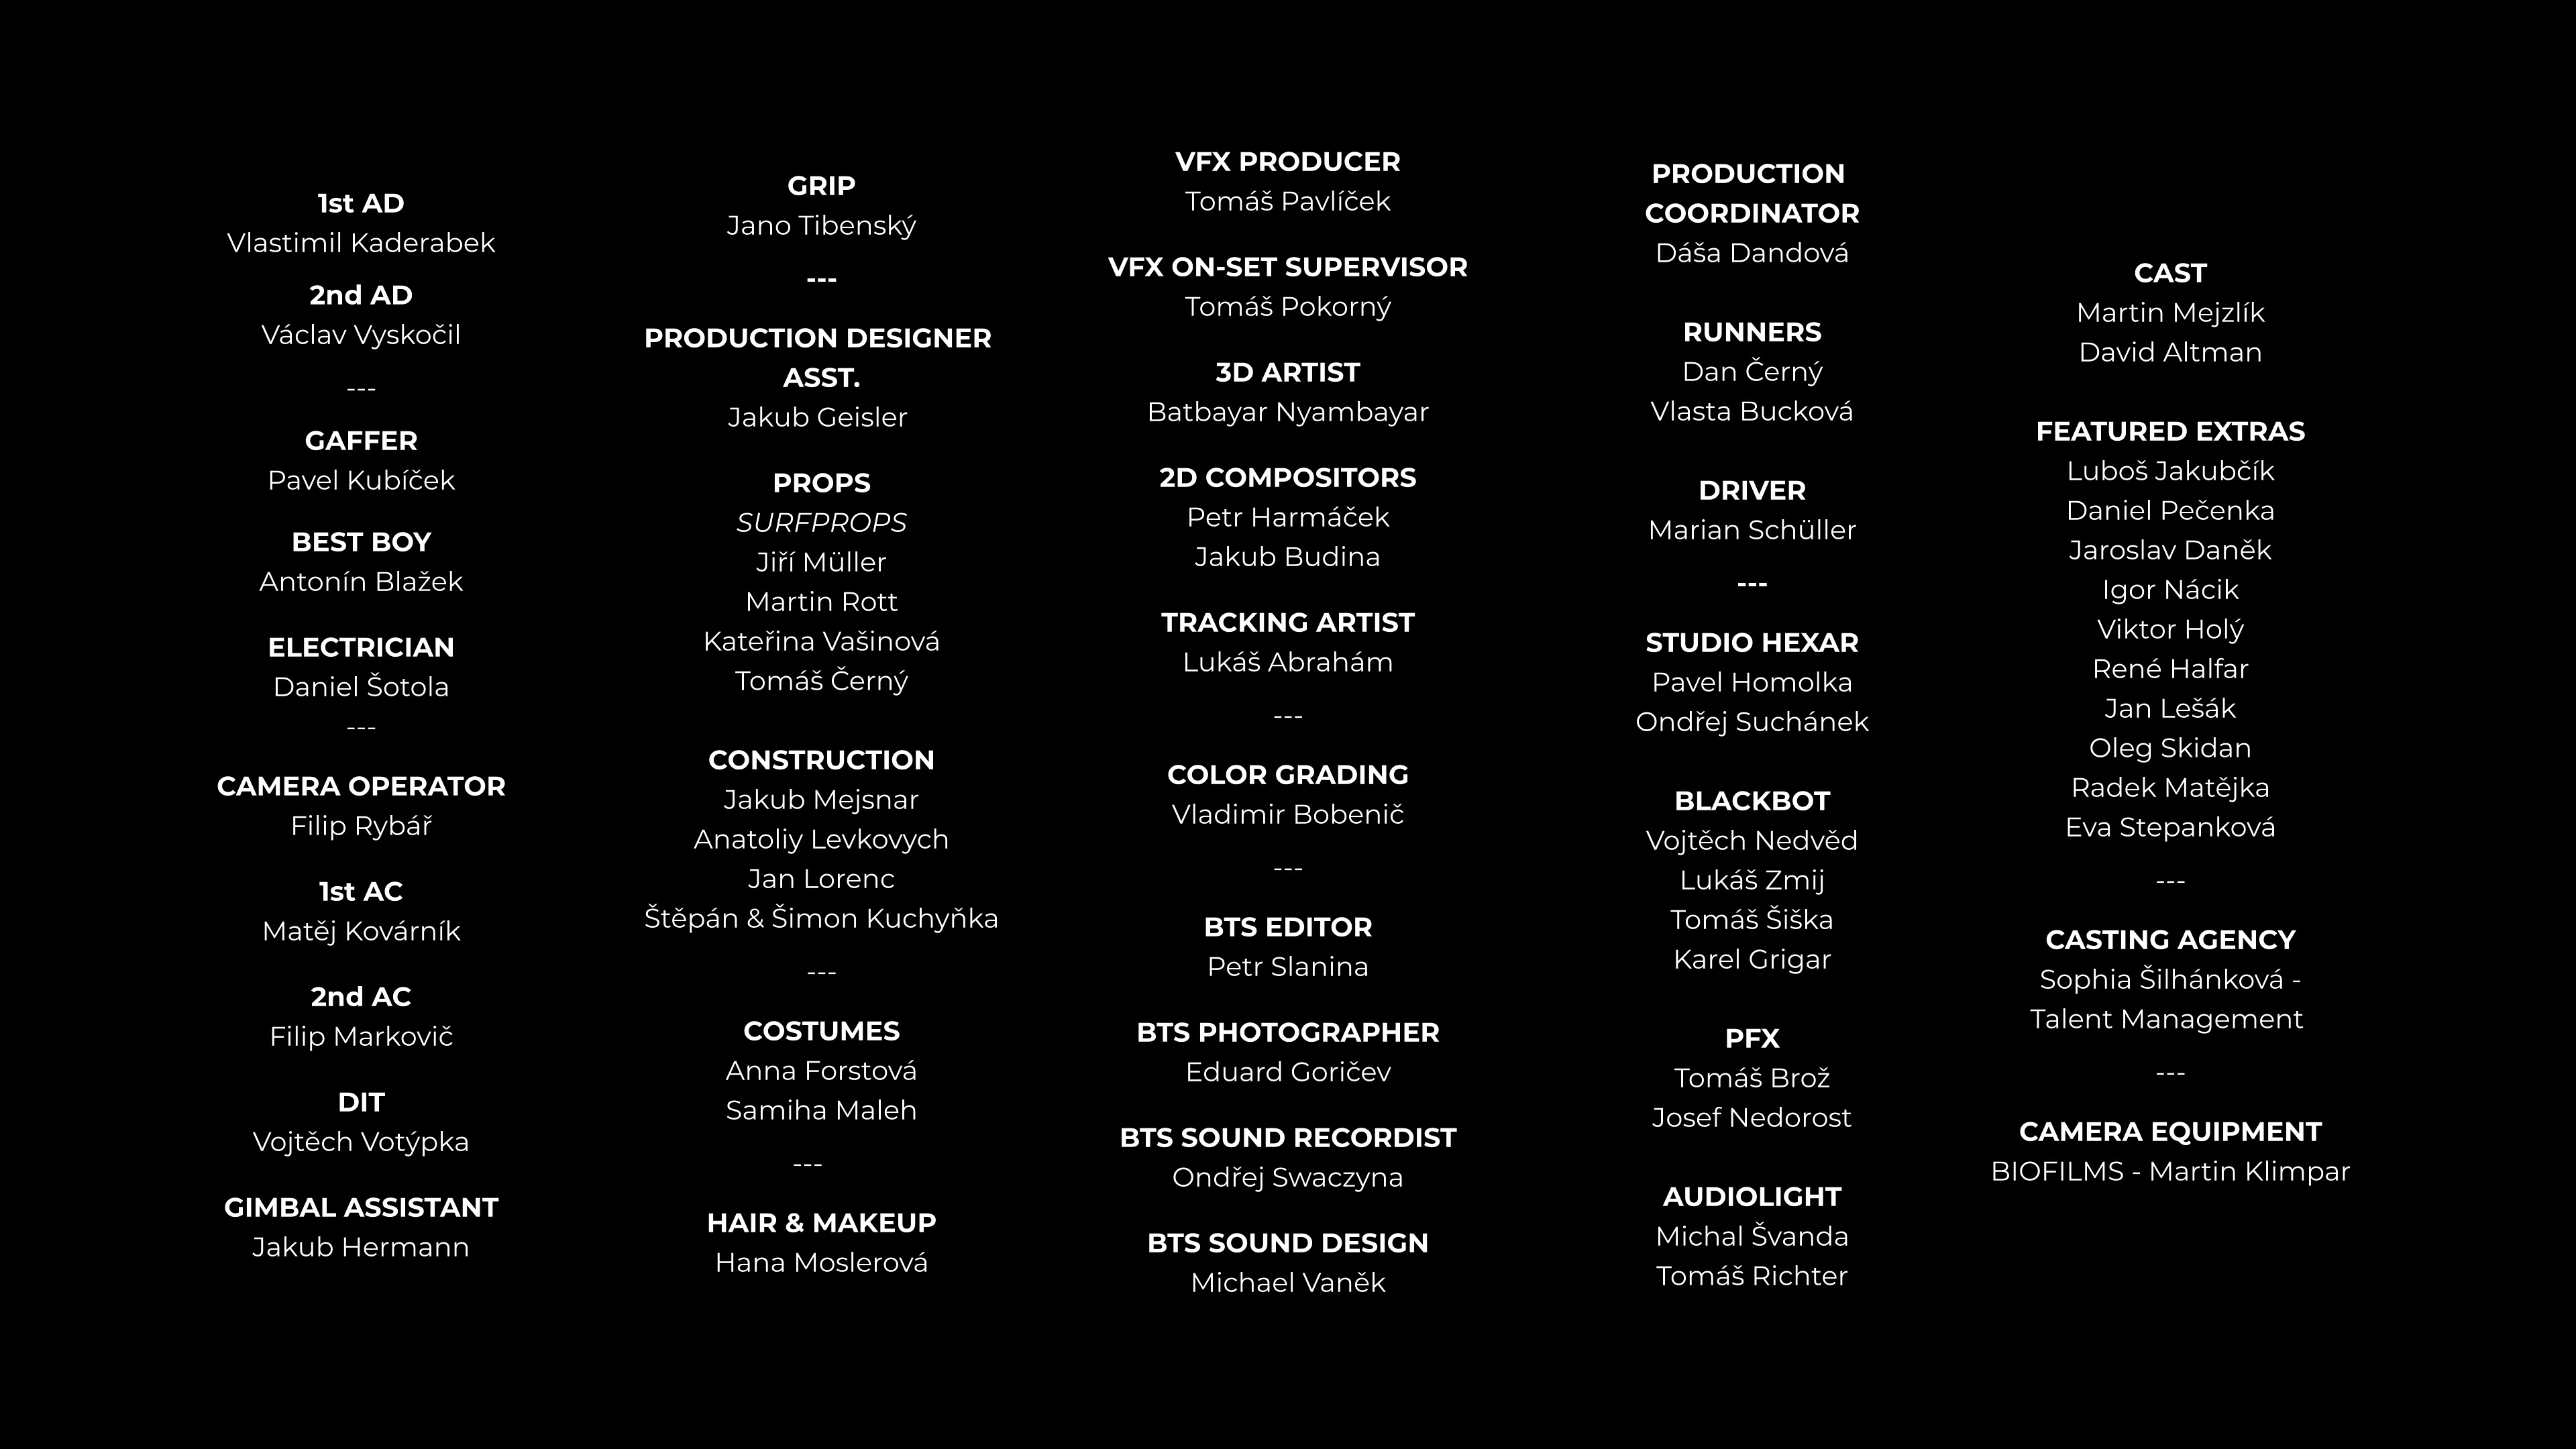 1st AD
Vlastimil Kaderabek
2nd AD
Václav Vyskočil
---
GAFFER
Pavel Kubíček
BEST BOY
Antonín Blažek
ELECTRICIAN
Daniel Šotola
---
CAMERA OPERATOR
Filip Rybář
1st AC
Matěj Kovárník
2nd AC
Filip Markovič
DIT
Vojtěch Votýpka
GIMBAL ASSISTANT
Jakub Hermann
GRIP
Jano Tibenský
---
PRODUCTION DESIGNER
ASST.
Jakub Geisler
PROPS
SURFPROPS
Jiří Müller
Martin Rott
Kateřina Vašinová
Tomáš Černý
CONSTRUCTION
Jakub Mejsnar
Anatoliy Levkovych
Jan Lorenc
Štěpán & Šimon Kuchyňka
---
COSTUMES
Anna Forstová
Samiha Maleh
---
HAIR & MAKEUP
Hana Moslerová
VFX PRODUCER
Tomáš Pavlíček
VFX ON-SET SUPERVISOR
Tomáš Pokorný
3D ARTIST
Batbayar Nyambayar
2D COMPOSITORS
Petr Harmáček
Jakub Budina
TRACKING ARTIST
Lukáš Abrahám
---
COLOR GRADING
Vladimir Bobenič
---
BTS EDITOR
Petr Slanina
BTS PHOTOGRAPHER
Eduard Goričev
BTS SOUND RECORDIST
Ondřej Swaczyna
BTS SOUND DESIGN
Michael Vaněk
PRODUCTION
COORDINATOR
Dáša Dandová
RUNNERS
Dan Černý
Vlasta Bucková
DRIVER
Marian Schüller
---
STUDIO HEXAR
Pavel Homolka
Ondřej Suchánek
BLACKBOT
Vojtěch Nedvěd
Lukáš Zmij
Tomáš Šiška
Karel Grigar
PFX
Tomáš Brož
Josef Nedorost
AUDIOLIGHT
Michal Švanda
Tomáš Richter
CAST
Martin Mejzlík
David Altman
FEATURED EXTRAS
Luboš Jakubčík
Daniel Pečenka
Jaroslav Daněk
Igor Nácik
Viktor Holý
René Halfar
Jan Lešák
Oleg Skidan
Radek Matějka
Eva Stepanková
---
CASTING AGENCY
Sophia Šilhánková -
Talent Management
---
CAMERA EQUIPMENT
BIOFILMS - Martin Klimpar